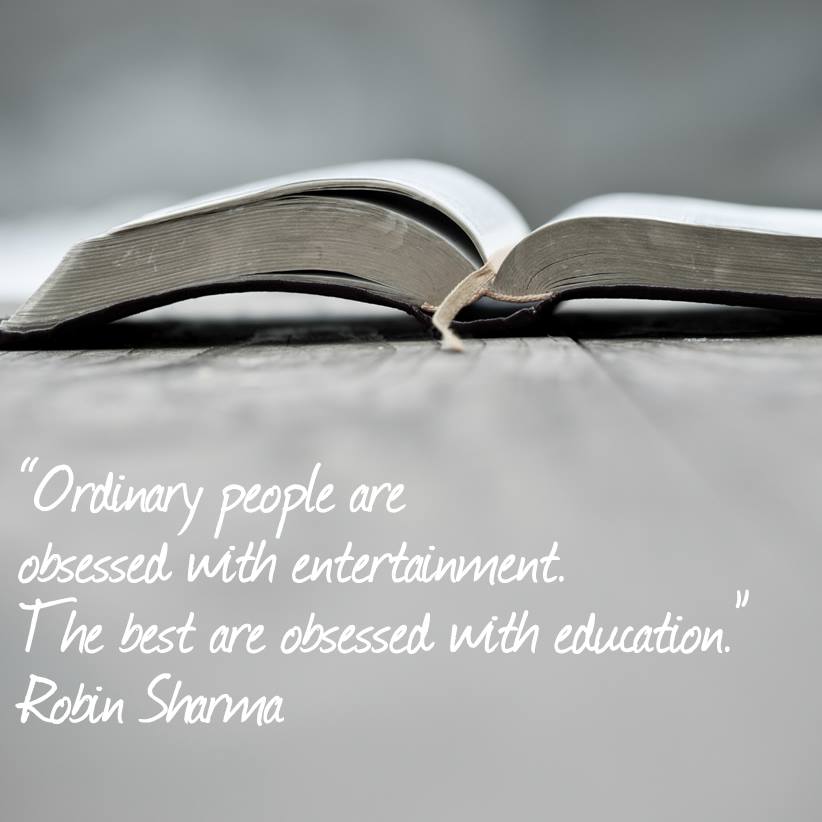 “Ordinary people are
obsessed with entertainment.
The best are obsessed with education.”
Robin Sharma